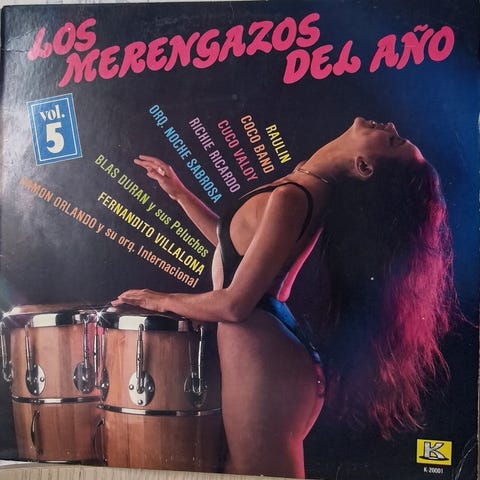 LOS
MERENGAZOS
DEL AÑO
vol.
5
RAULIN
COCO BAND
CUCO VALOY
RICHIE RICARDO
ORQ. NOCHE SABROSA
BLAS DURAN y sus Peluches
FERNANDITO VILLALONA
RAMON ORLANDO y su orq. Internacional
K
K-20001